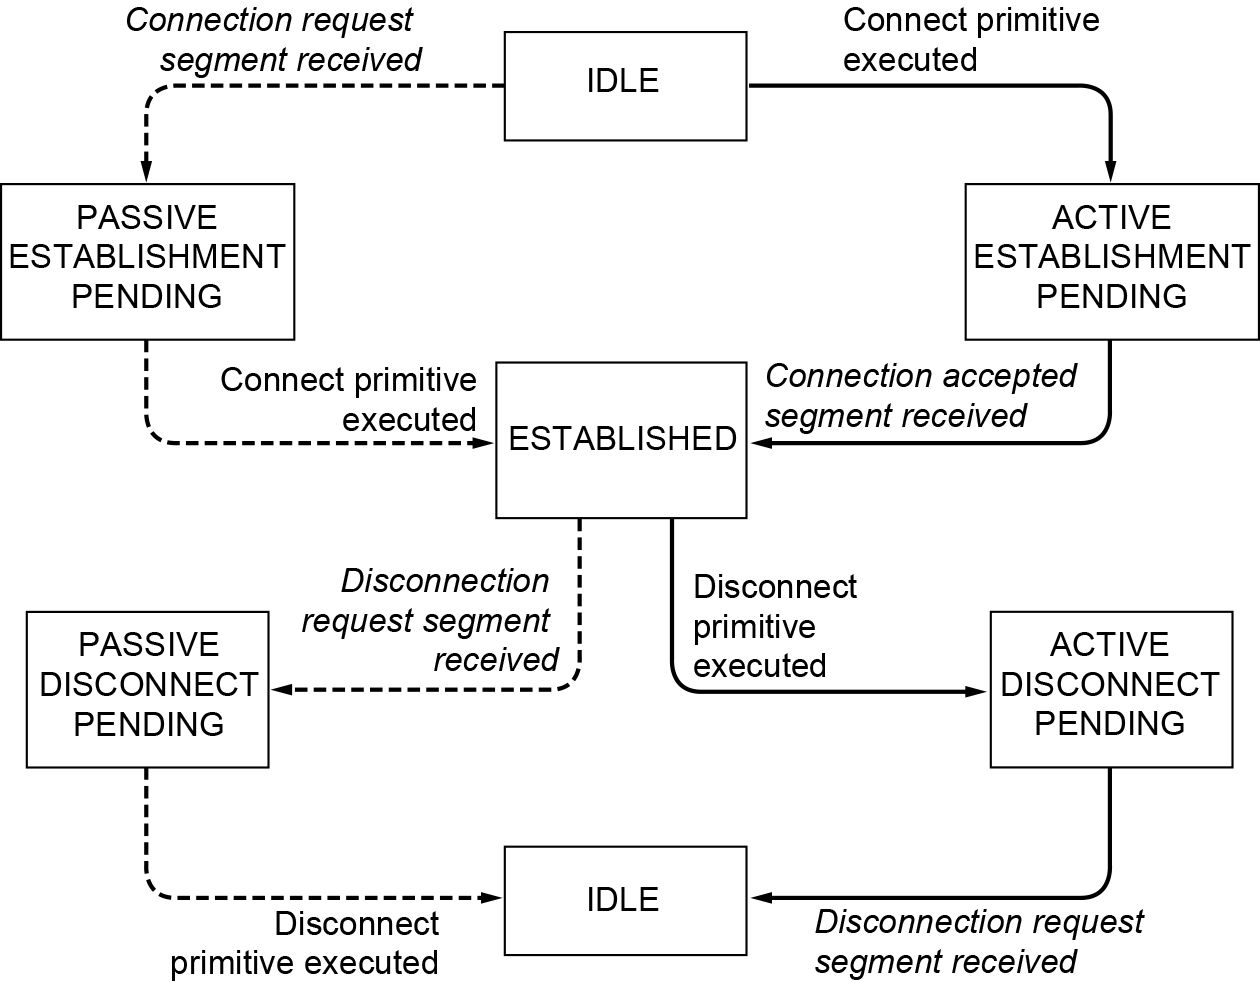 Connection request
segment received
IDLE
Connect primitive
executed
PASSIVE
ESTABLISHMENT
PENDING
ACTIVE
ESTABLISHMENT
PENDING
Connect primitive
executed
ESTABLISHED
Connection accepted
segment received
Disconnection
request segment
received
Disconnect
primitive
executed
PASSIVE
DISCONNECT
PENDING
ACTIVE
DISCONNECT
PENDING
IDLE
Disconnect
primitive executed
Disconnection request
segment received